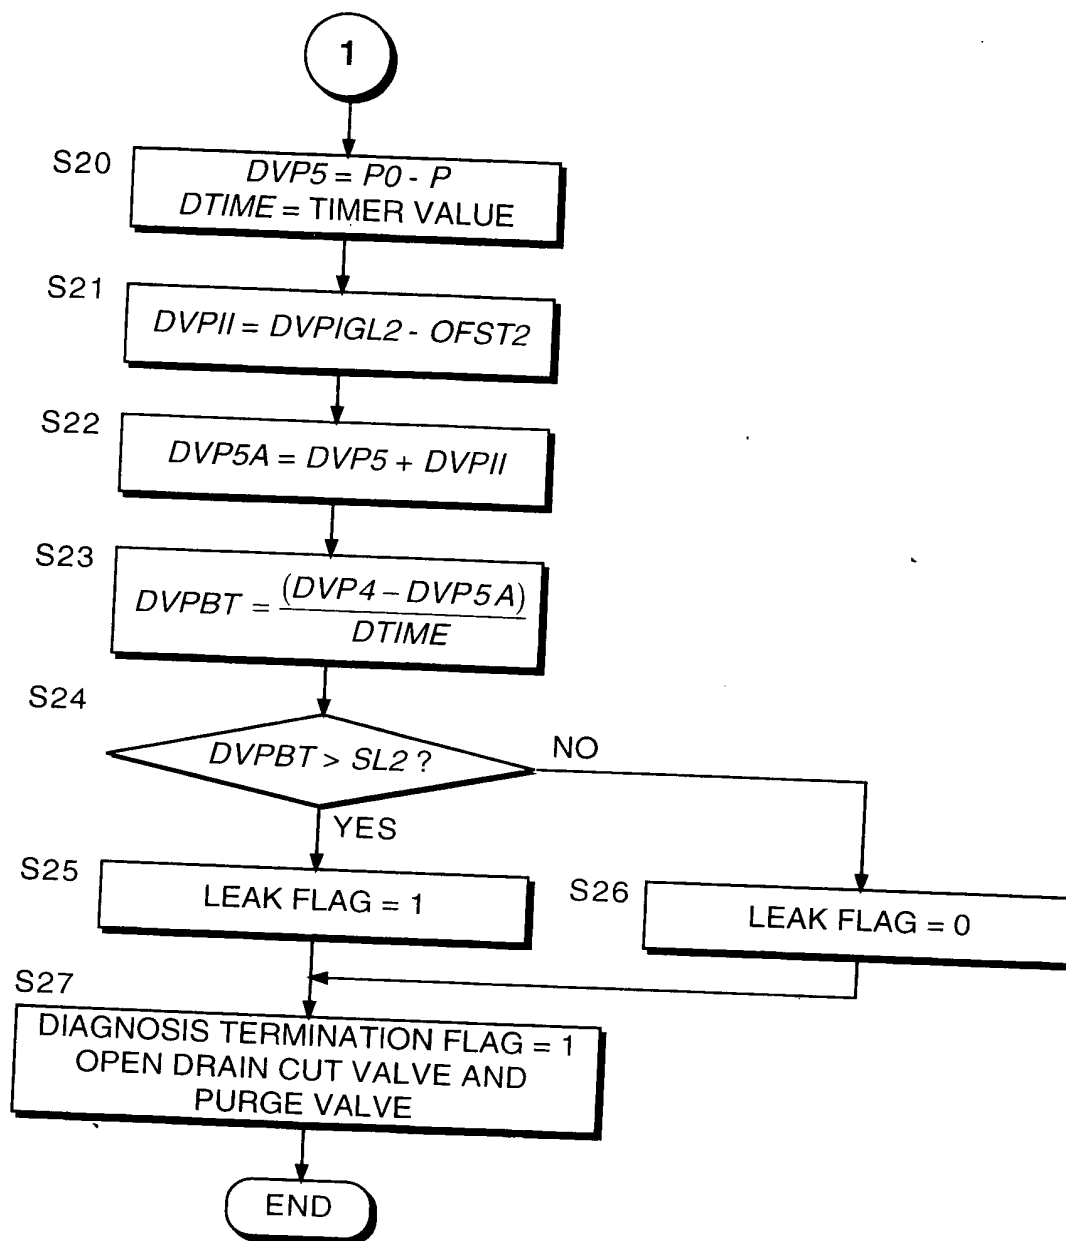 1
S20
DVP5 = P0 - P
DTIME = TIMER VALUE
S21
DVPII = DVPIGL2 - OFST2
S22
DVP5A = DVP5 + DVPII
S23
DVPBT = (DVP4 – DVP5A) / DTIME
S24
DVPBT > SL2 ?
NO
YES
S25
LEAK FLAG = 1
S26
LEAK FLAG = 0
S27
DIAGNOSIS TERMINATION FLAG = 1
OPEN DRAIN CUT VALVE AND
PURGE VALVE
END